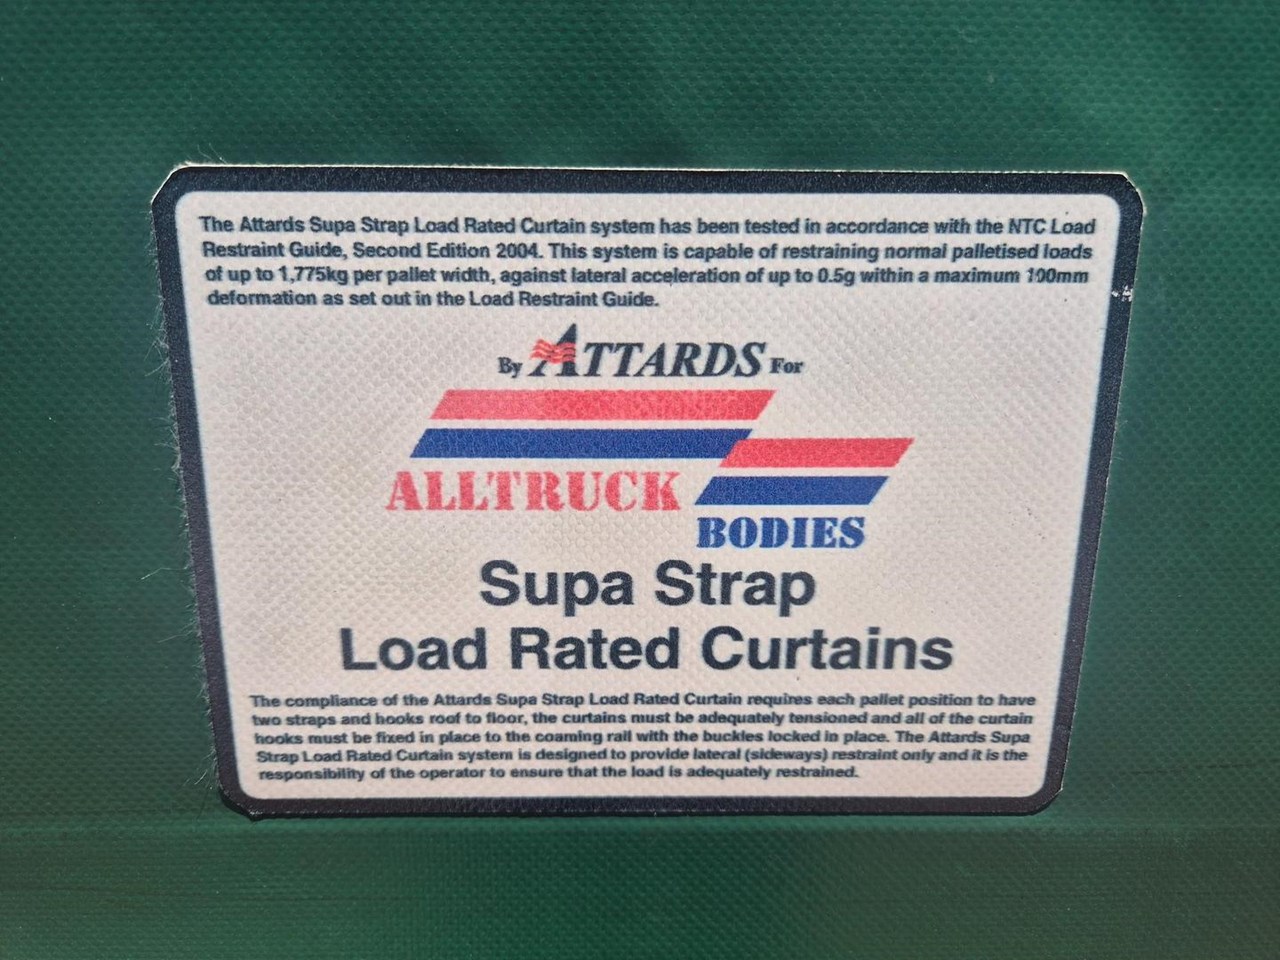 The Attards Supa Strap Load Rated Curtain system has been tested in accordance with the NTC Load
Restraint Guide, Second Edition 2004. This system is capable of restraining normal palletised loads
of up to 1,775kg per pallet width, against lateral acceleration of up to 0.5g within a maximum 100mm
deformation as set out in the Load Restraint Guide.
By ATTARDS For
ALLTRUCK
BODIES
Supa Strap
Load Rated Curtains
The compliance of the Attards Supa Strap Load Rated Curtain requires each pallet position to have
two straps and hooks roof to floor, the curtains must be adequately tensioned and all of the curtain
hooks must be fixed in place to the coaming rail with the buckles locked in place. The Attards Supa
Strap Load Rated Curtain system is designed to provide lateral (sideways) restraint only and it is the
responsibility of the operator to ensure that the load is adequately restrained.